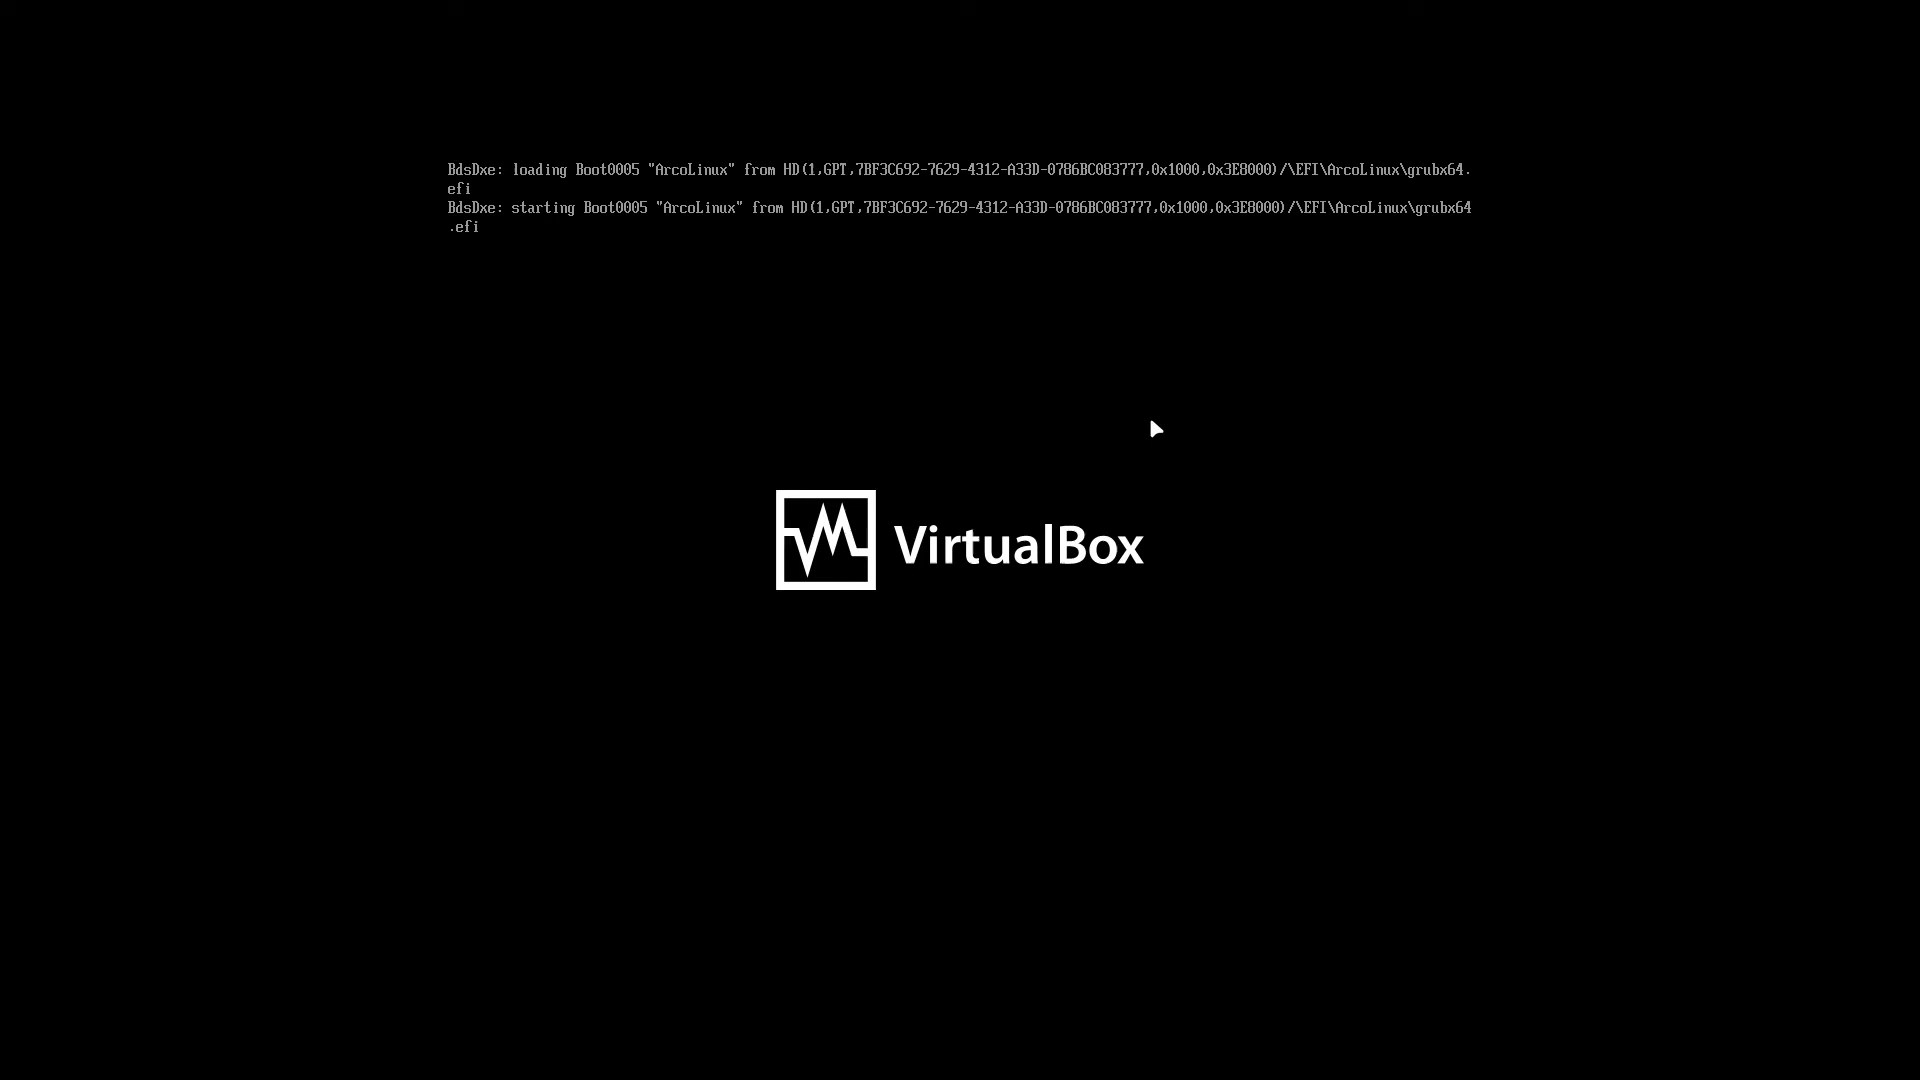 BdsDxe: loading Boot0005 "ArcoLinux" from HD(1,GPT,7BF3C692-7629-4312-A33D-0786BC083777,0x1000,0x3E8000)/\EFI\ArcoLinux\grubx64.
efi
BdsDxe: starting Boot0005 "ArcoLinux" from HD(1,GPT,7BF3C692-7629-4312-A33D-0786BC083777,0x1000,0x3E8000)/\EFI\ArcoLinux\grubx64
.efi
VirtualBox